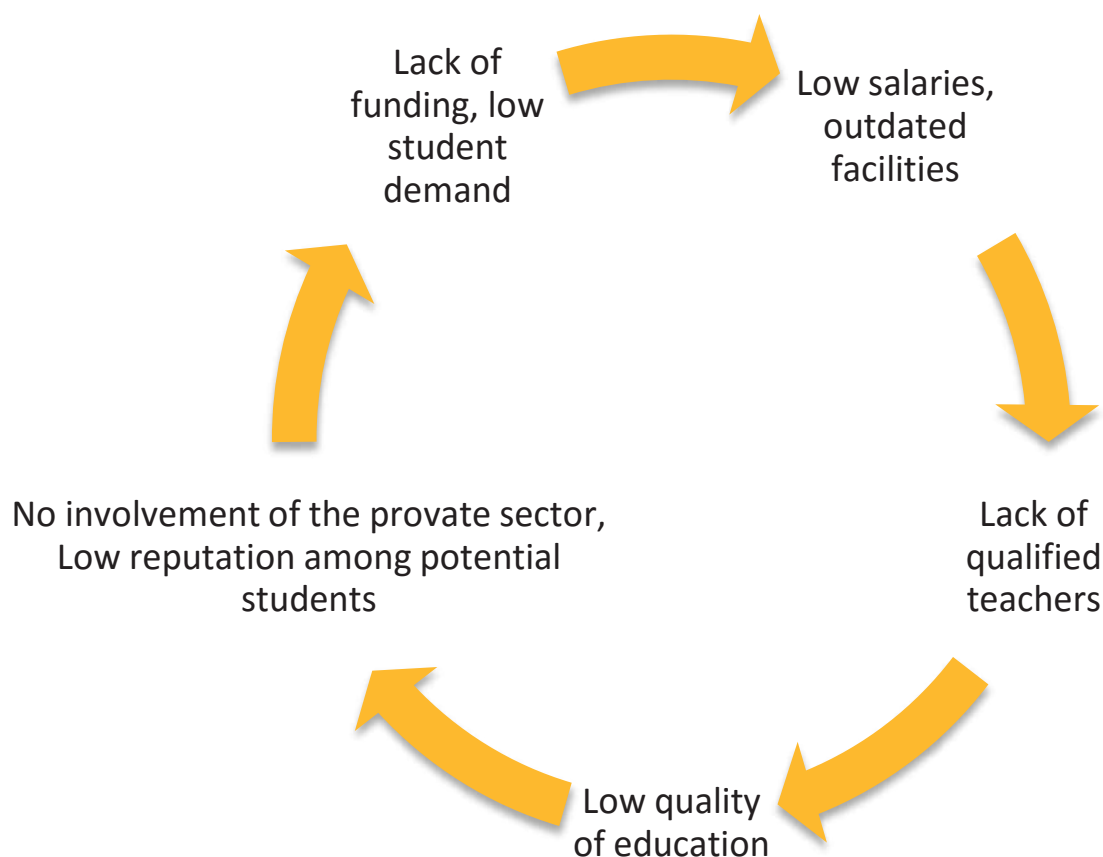 Lack of
funding, low
student
demand
Low salaries,
outdated
facilities
Lack of
qualified
teachers
Low quality
of education
No involvement of the provate sector,
Low reputation among potential
students